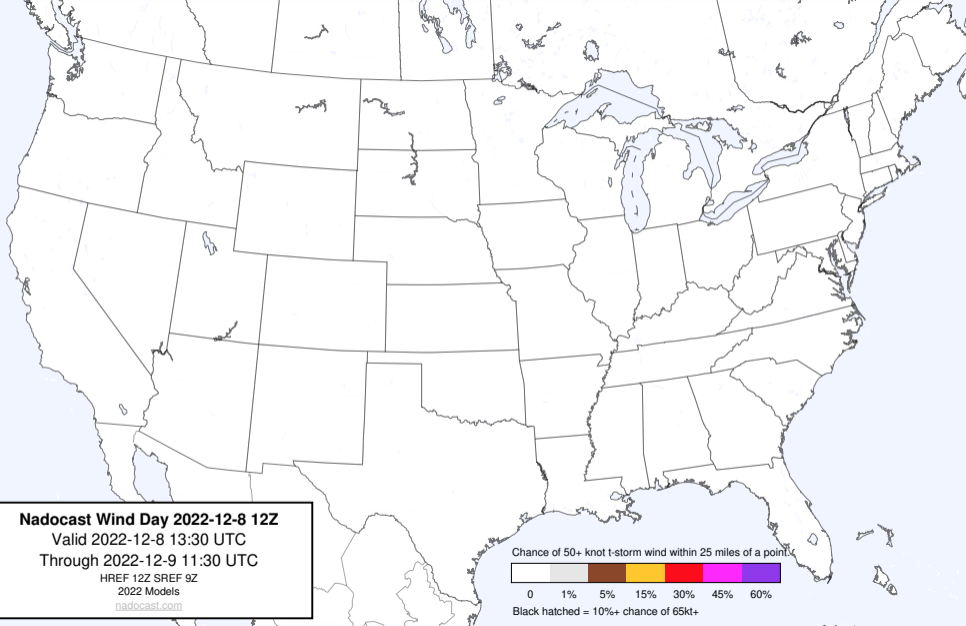 Nadocast Wind Day 2022-12-8 12Z
Valid 2022-12-8 13:30 UTC
Through 2022-12-9 11:30 UTC
HREF 12Z SREF 9Z
2022 Models
nadocast.com
Chance of 50+ knot t-storm wind within 25 miles of a point.
0 1% 5% 15% 30% 45% 60%
Black hatched = 10%+ chance of 65kt+